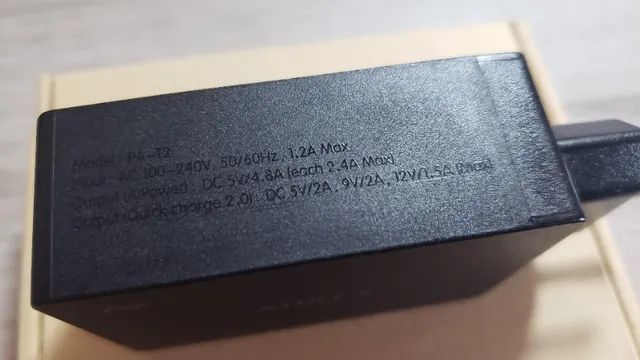 Model: PA-T2
Input: AC 100-240V, 50/60Hz, 1.2A Max
Output (AiPower): DC 5V/4.8A (each 2.4A Max)
Output (Quick charge 2.0): DC 5V/2A, 9V/2A, 12V/1.5A (Max)